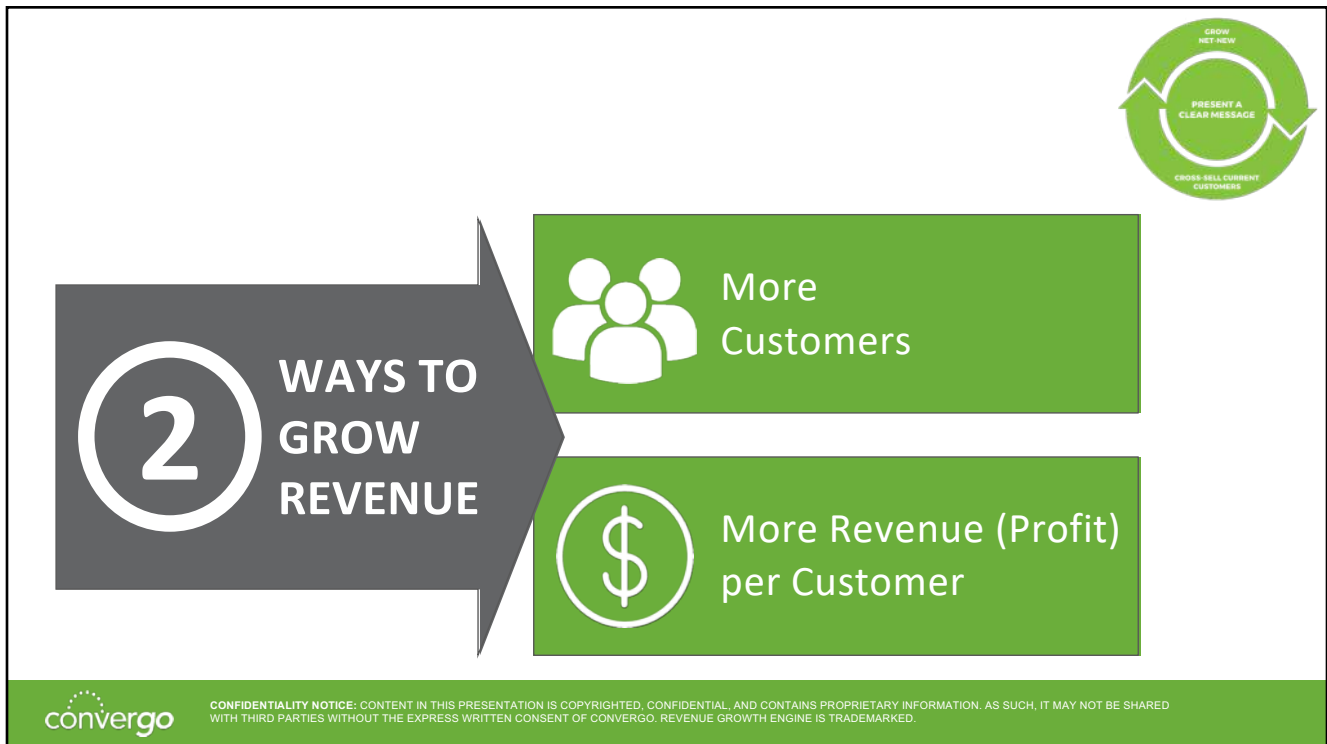 GROW
NET-NEW
PRESENT A
CLEAR MESSAGE
CROSS-SELL CURRENT
CUSTOMERS
2
WAYS TO
GROW
REVENUE
More
Customers
$
More Revenue (Profit)
per Customer
convergo
CONFIDENTIALITY NOTICE: CONTENT IN THIS PRESENTATION IS COPYRIGHTED, CONFIDENTIAL, AND CONTAINS PROPRIETARY INFORMATION. AS SUCH, IT MAY NOT BE SHARED
WITH THIRD PARTIES WITHOUT THE EXPRESS WRITTEN CONSENT OF CONVERGO. REVENUE GROWTH ENGINE IS TRADEMARKED.